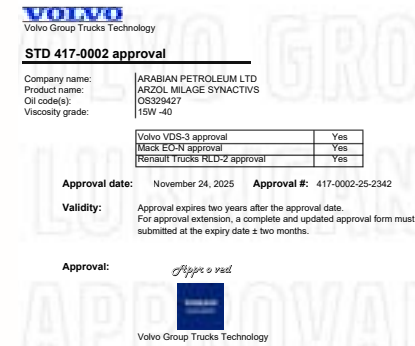 VOLVO
Volvo Group Trucks Technology
STD 417-0002 approval
Company name: ARABIAN PETROLEUM LTD
Product name: ARZOL MILAGE SYNACTIVS
Oil code(s): OS329427
Viscosity grade: 15W -40
Volvo VDS-3 approval Yes
Mack EO-N approval Yes
Renault Trucks RLD-2 approval Yes
Approval date: November 24, 2025 Approval #: 417-0002-25-2342
Validity: Approval expires two years after the approval date.
For approval extension, a complete and updated approval form must
submitted at the expiry date ± two months.
Approval: Approved
VOLVO
Volvo Group Trucks Technology